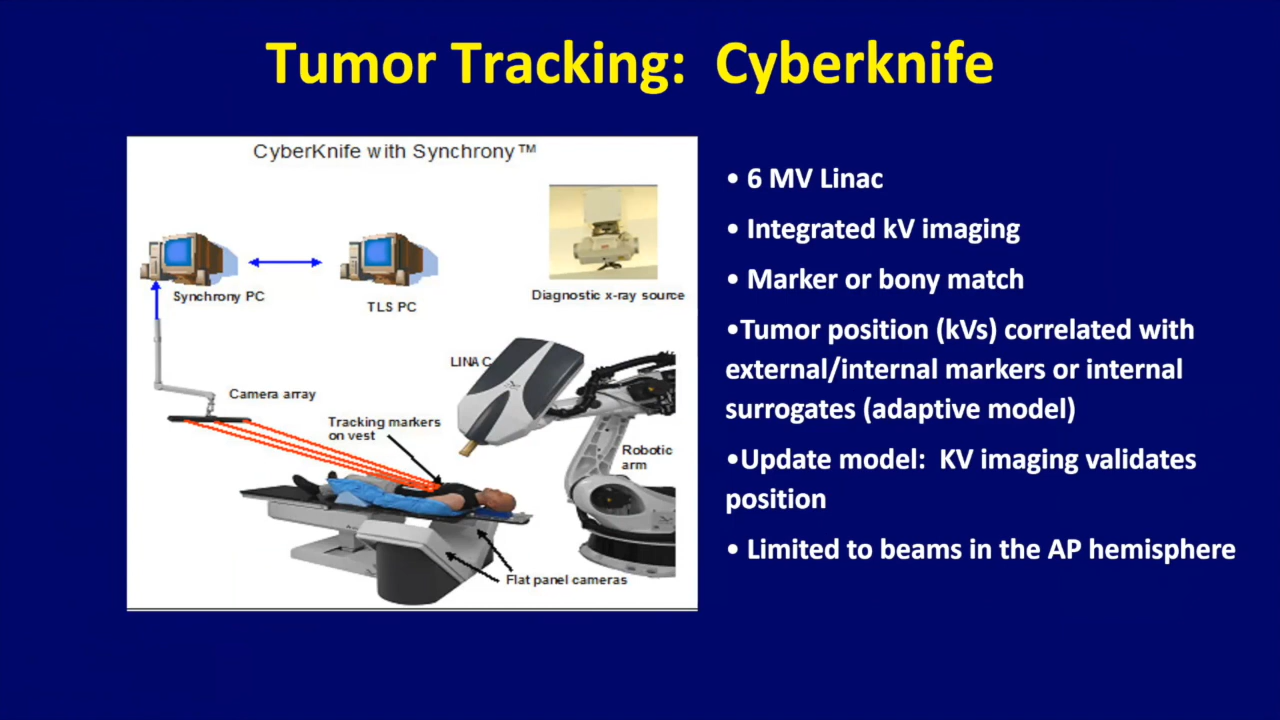 Tumor Tracking:  Cyberknife
CyberKnife with Synchrony™
Synchrony PC
TLS PC
Diagnostic x-ray source
LINAC
Camera array
Tracking markers
on vest
Robotic
arm
Flat panel cameras
• 6 MV Linac
• Integrated kV imaging
• Marker or bony match
•Tumor position (kVs) correlated with
external/internal markers or internal
surrogates (adaptive model)
•Update model:  KV imaging validates
position
• Limited to beams in the AP hemisphere